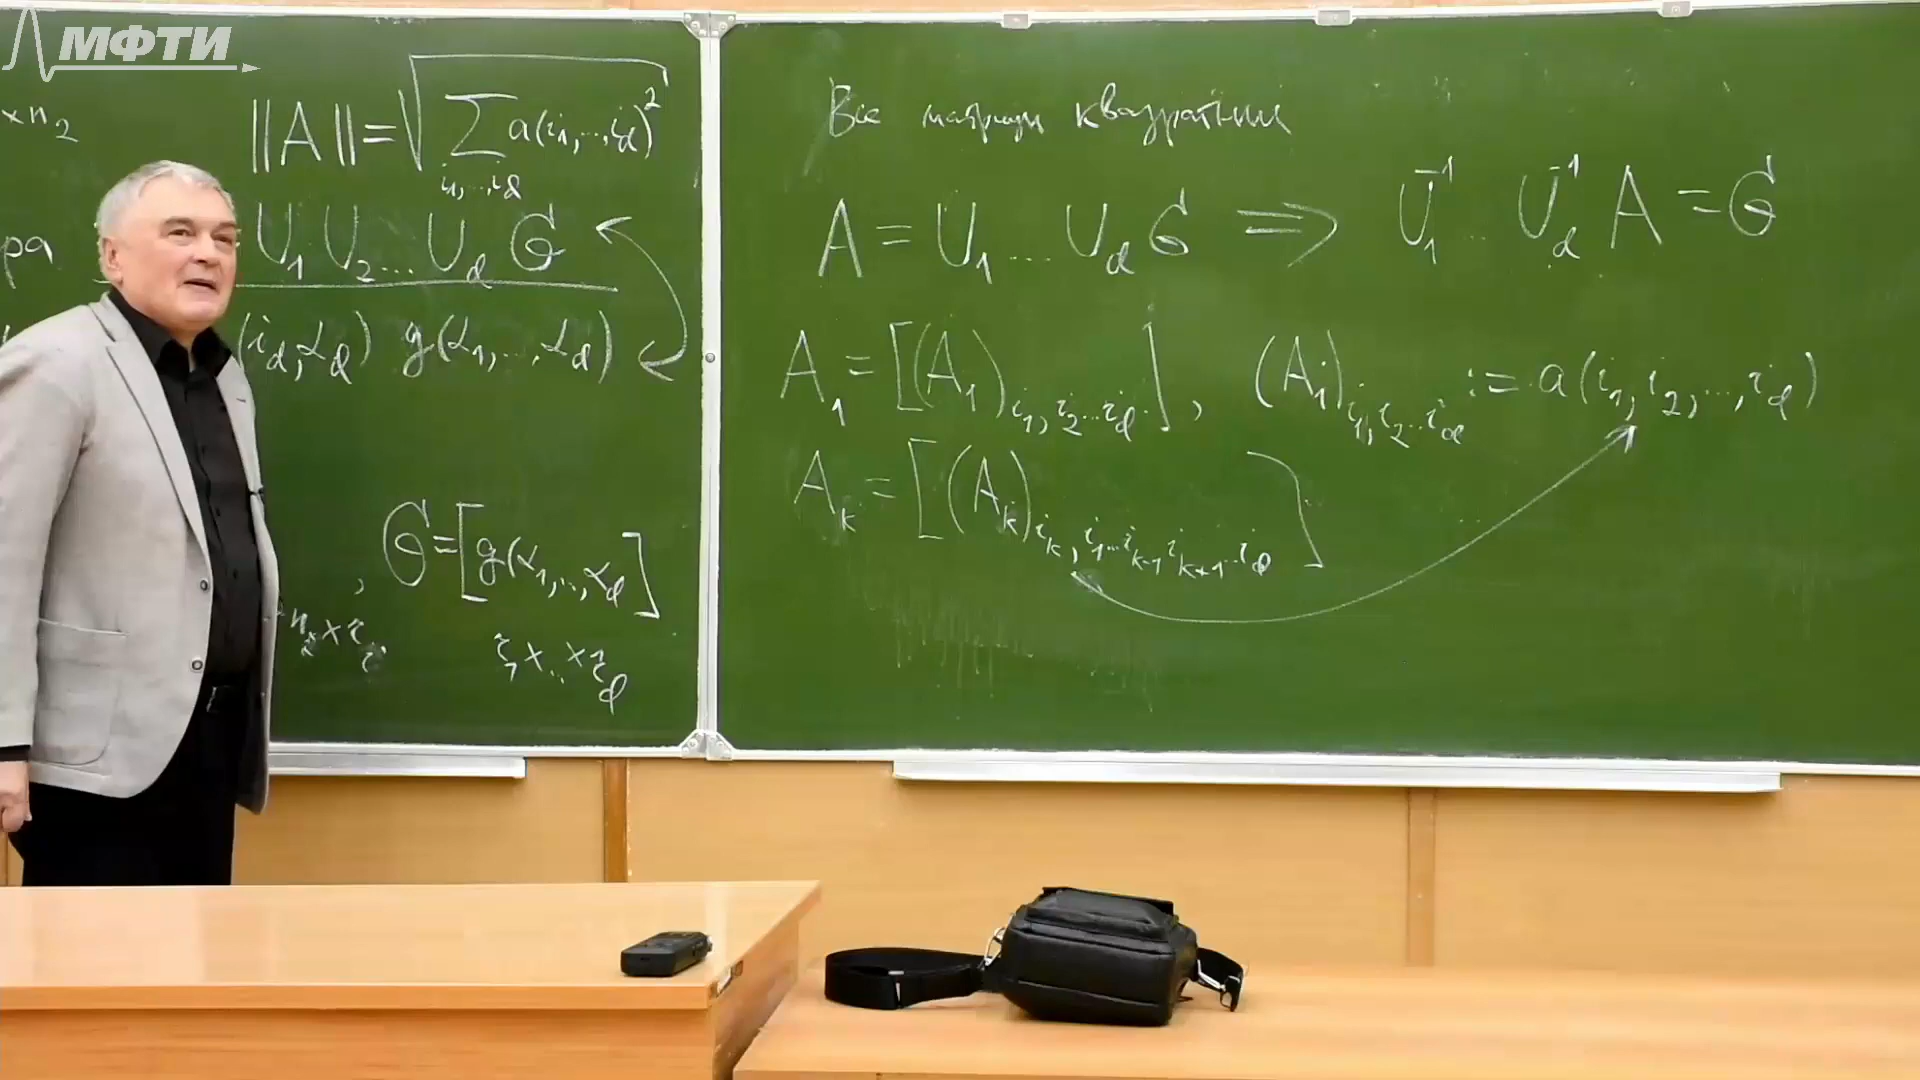 МФТИ
×n₂
‖A‖ = √ Σ a(i₁,...,i_d)²
i₁,...,i_d
ра
U₁ U₂ ... U_d G
(i_d, α_d) g(α₁,...,α_d)
, G = [g(α₁,...,α_d)]
r₁ × ... × r_d
Все матрицы квадратные
A = U₁ ... U_d G ⟹ U₁⁻¹ ... U_d⁻¹ A = G
A₁ = [(A₁)_{i₁, i₂...i_d}], (A₁)_{i₁, i₂...i_d} := a(i₁, i₂, ..., i_d)
A_k = [(A_k)_{i_k, i₁...i_{k-1} i_{k+1}...i_d}]